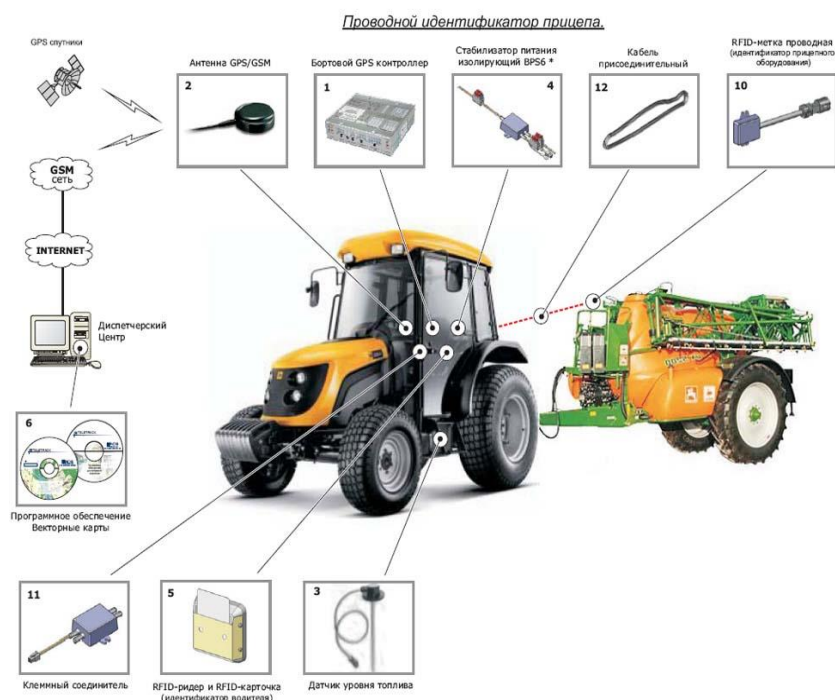 Проводной идентификатор прицепа.
GPS спутники
Антенна GPS/GSM
2
Бортовой GPS контроллер
1
Стабилизатор питания
изолирующий BPS6 *
4
Кабель
присоединительный
12
RFID-метка проводная
(идентификатор прицепного
оборудования)
10
GSM
сеть
INTERNET
Диспетчерский
Центр
6
Программное обеспечение
Векторные карты
11
Клеммный соединитель
5
RFID-ридер и RFID-карточка
(идентификатор водителя)
3
Датчик уровня топлива